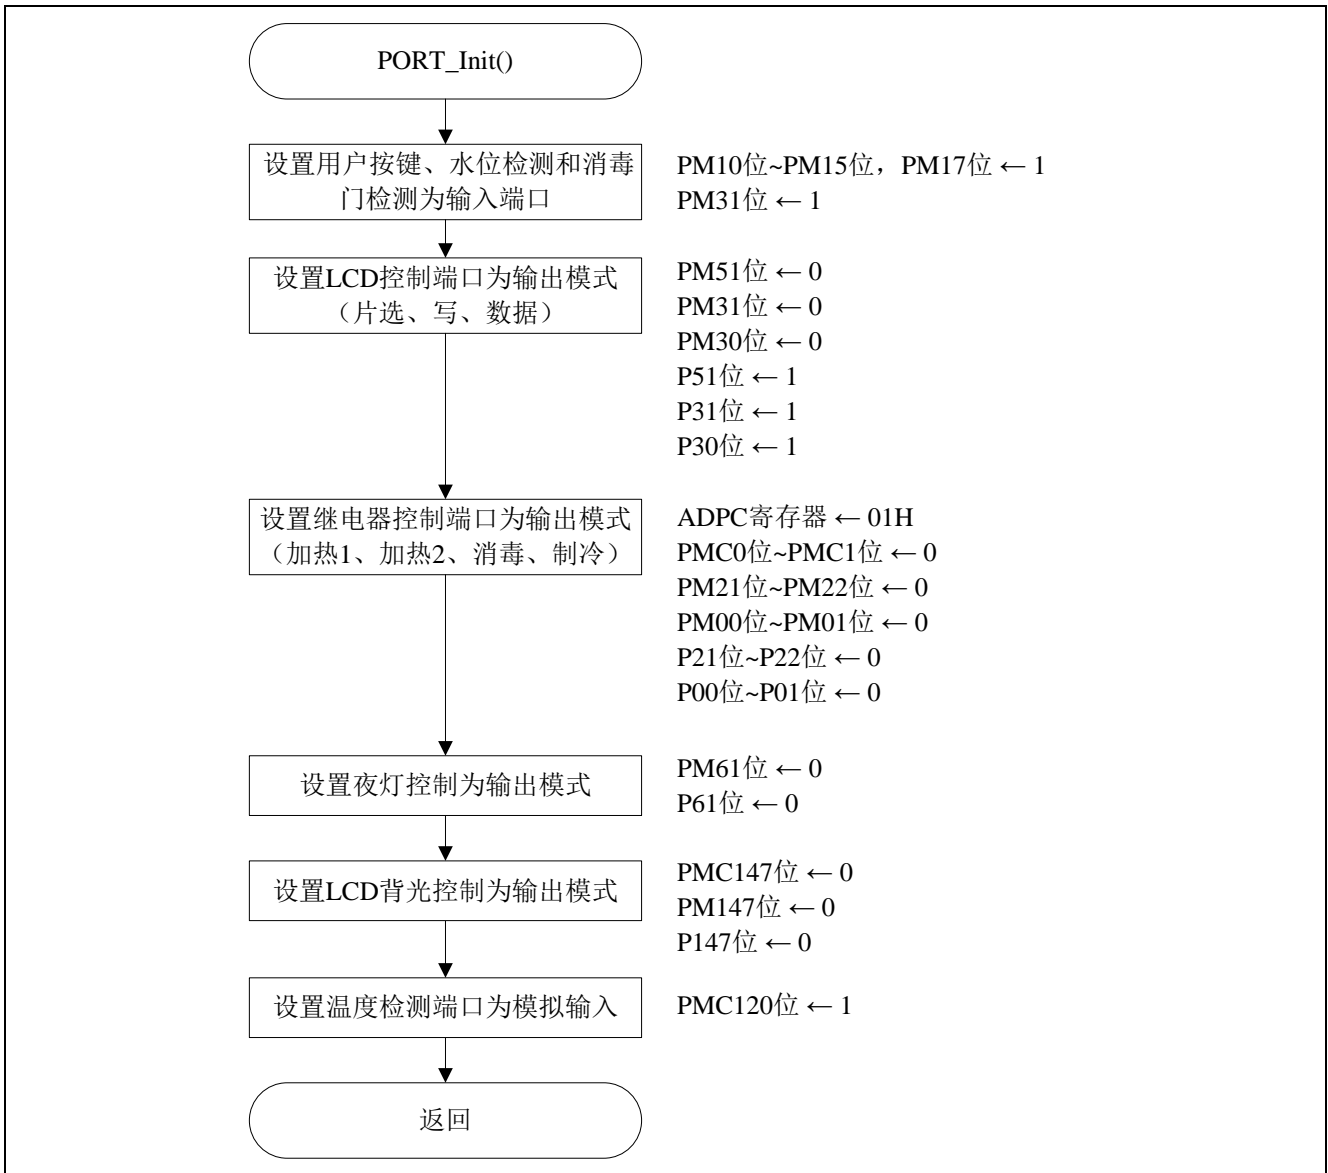 PORT_Init()
设置用户按键、水位检测和消毒
门检测为输入端口
PM10位~PM15位，PM17位 ← 1
PM31位 ← 1
设置LCD控制端口为输出模式
（片选、写、数据）
PM51位 ← 0
PM31位 ← 0
PM30位 ← 0
P51位 ← 1
P31位 ← 1
P30位 ← 1
设置继电器控制端口为输出模式
（加热1、加热2、消毒、制冷）
ADPC寄存器 ← 01H
PMC0位~PMC1位 ← 0
PM21位~PM22位 ← 0
PM00位~PM01位 ← 0
P21位~P22位 ← 0
P00位~P01位 ← 0
设置夜灯控制为输出模式
PM61位 ← 0
P61位 ← 0
设置LCD背光控制为输出模式
PMC147位 ← 0
PM147位 ← 0
P147位 ← 0
设置温度检测端口为模拟输入
PMC120位 ← 1
返回